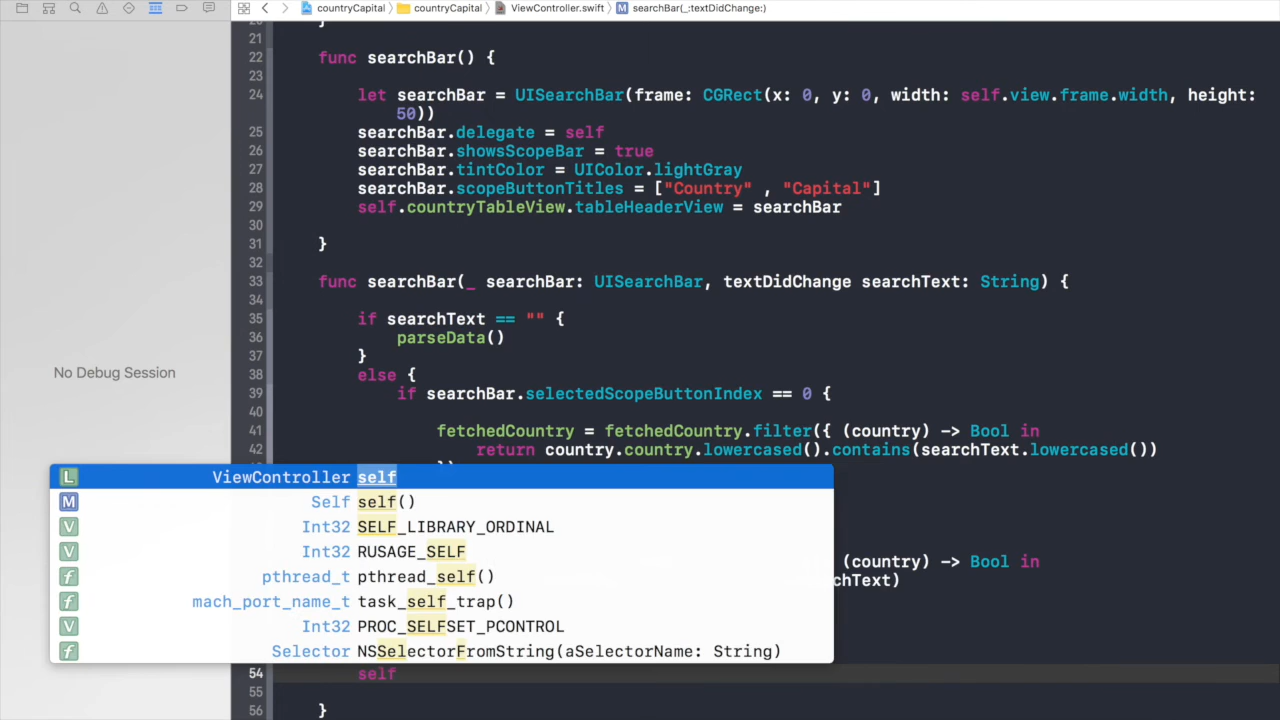 countryCapital countryCapital ViewController.swift M searchBar(_:textDidChange:)
20 }
21
22 func searchBar() {
23
24 let searchBar = UISearchBar(frame: CGRect(x: 0, y: 0, width: self.view.frame.width, height:
50))
25 searchBar.delegate = self
26 searchBar.showsScopeBar = true
27 searchBar.tintColor = UIColor.lightGray
28 searchBar.scopeButtonTitles = ["Country" , "Capital"]
29 self.countryTableView.tableHeaderView = searchBar
30
31 }
32
33 func searchBar(_ searchBar: UISearchBar, textDidChange searchText: String) {
34
35 if searchText == "" {
36 parseData()
37 }
No Debug Session
38 else {
39 if searchBar.selectedScopeButtonIndex == 0 {
40
41 fetchedCountry = fetchedCountry.filter({ (country) -> Bool in
42 return country.country.lowercased().contains(searchText.lowercased())
L ViewController self
M Self self()
V Int32 SELF_LIBRARY_ORDINAL
V Int32 RUSAGE_SELF
(country) -> Bool in
f pthread_t pthread_self()
chText)
f mach_port_name_t task_self_trap()
V Int32 PROC_SELFSET_PCONTROL
f Selector NSSelectorFromString(aSelectorName: String)
54 self
55
56 }